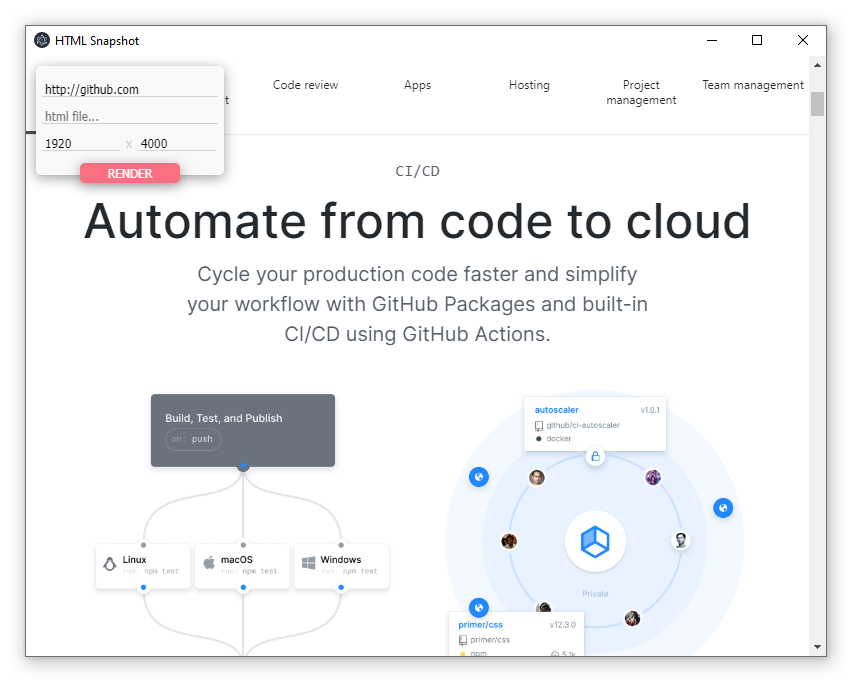 HTML Snapshot
http://github.com
html file...
1920 x 4000
RENDER
t
Code review
Apps
Hosting
Project
management
Team management
CI/CD
Automate from code to cloud
Cycle your production code faster and simplify
your workflow with GitHub Packages and built-in
CI/CD using GitHub Actions.
Build, Test, and Publish
on: push
Linux
run: npm test
macOS
run: npm test
Windows
run: npm test
autoscaler v1.0.1
github/ci-autoscaler
docker
Private
primer/css v12.3.0
primer/css
npm 5.1k